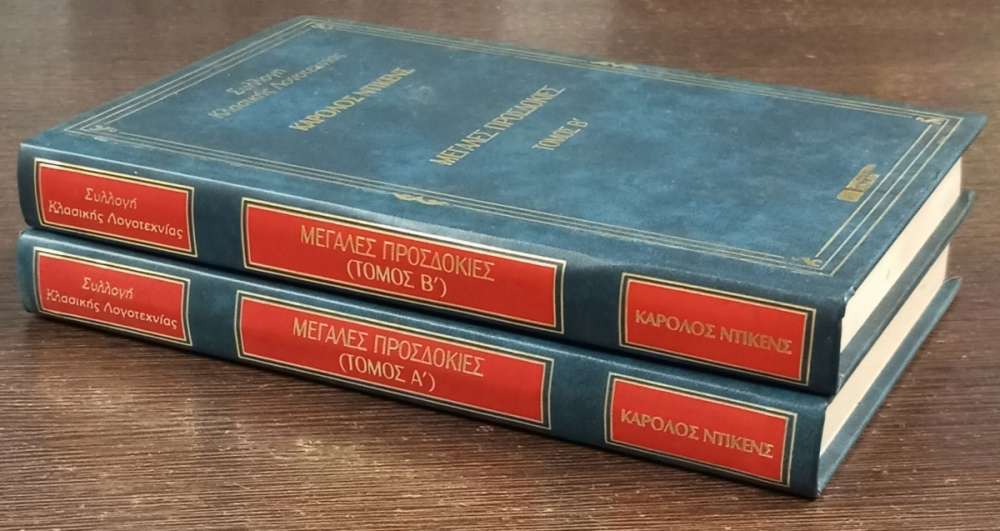 Συλλογή
Κλασικής Λογοτεχνίας
ΚΑΡΟΛΟΣ ΝΤΙΚΕΝΣ
ΜΕΓΑΛΕΣ ΠΡΟΣΔΟΚΙΕΣ
ΤΟΜΟΣ Β'
Συλλογή
Κλασικής Λογοτεχνίας
ΜΕΓΑΛΕΣ ΠΡΟΣΔΟΚΙΕΣ
(ΤΟΜΟΣ Β')
ΚΑΡΟΛΟΣ ΝΤΙΚΕΝΣ
Συλλογή
Κλασικής Λογοτεχνίας
ΜΕΓΑΛΕΣ ΠΡΟΣΔΟΚΙΕΣ
(ΤΟΜΟΣ Α')
ΚΑΡΟΛΟΣ ΝΤΙΚΕΝΣ